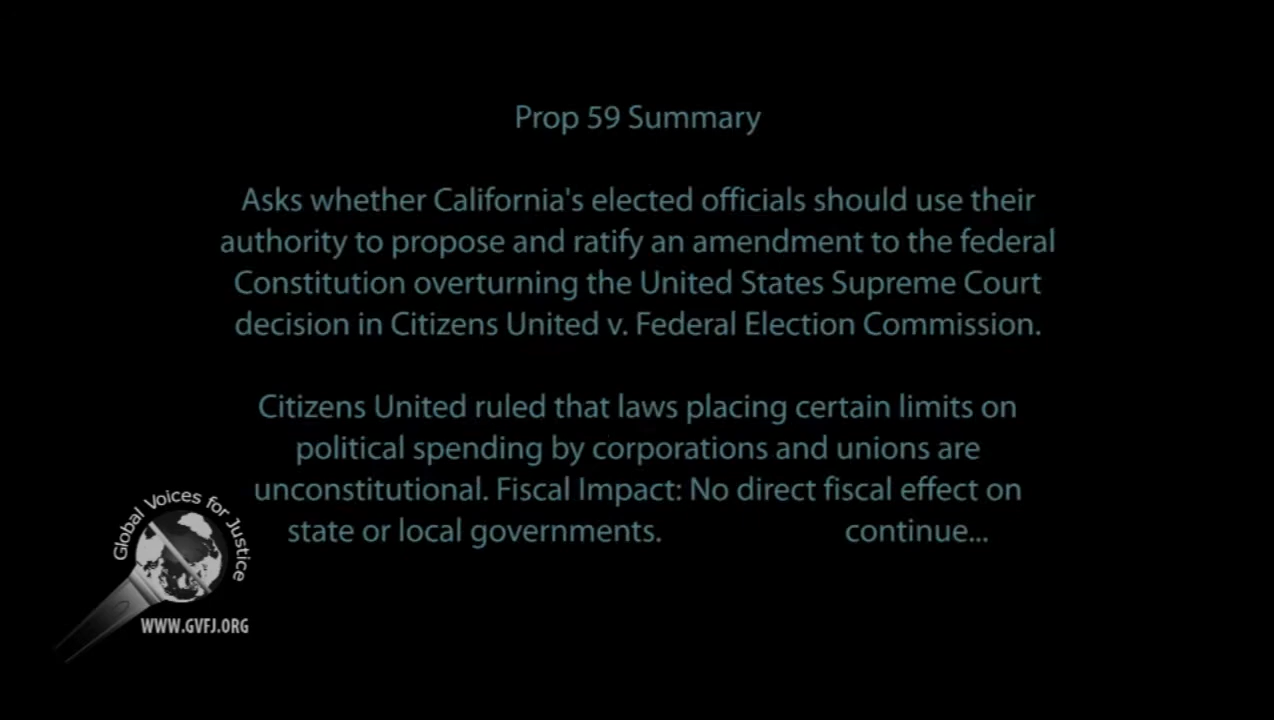 Prop 59 Summary
Asks whether California's elected officials should use their
authority to propose and ratify an amendment to the federal
Constitution overturning the United States Supreme Court
decision in Citizens United v. Federal Election Commission.
Citizens United ruled that laws placing certain limits on
political spending by corporations and unions are
unconstitutional. Fiscal Impact: No direct fiscal effect on
state or local governments. continue...
Global Voices for Justice
WWW.GVFJ.ORG